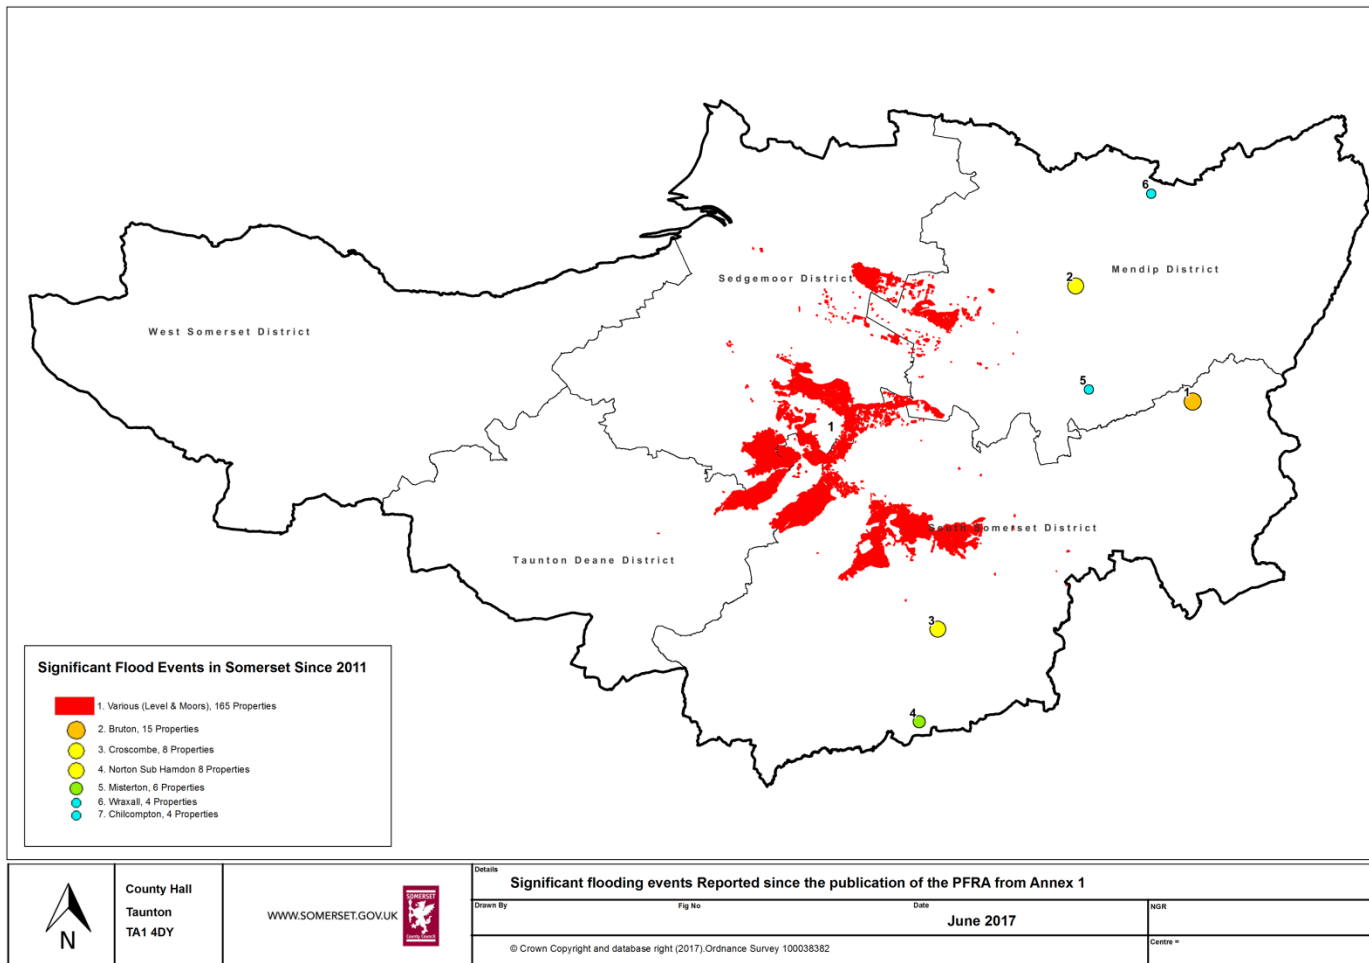 6
Mendip District
2
Sedgemoor District
West Somerset District
5
1
1
South Somerset District
Taunton Deane District
3
4
Significant Flood Events in Somerset Since 2011
1. Various (Level & Moors), 165 Properties
2. Bruton, 15 Properties
3. Croscombe, 8 Properties
4. Norton Sub Hamdon 8 Properties
5. Misterton, 6 Properties
6. Wraxall, 4 Properties
7. Chilcompton, 4 Properties
N
County Hall
Taunton
TA1 4DY
WWW.SOMERSET.GOV.UK
SOMERSET
County Council
Details
Significant flooding events Reported since the publication of the PFRA from Annex 1
Drawn By
Fig No
Date
June 2017
NGR
© Crown Copyright and database right (2017).Ordnance Survey 100038382
Centre =